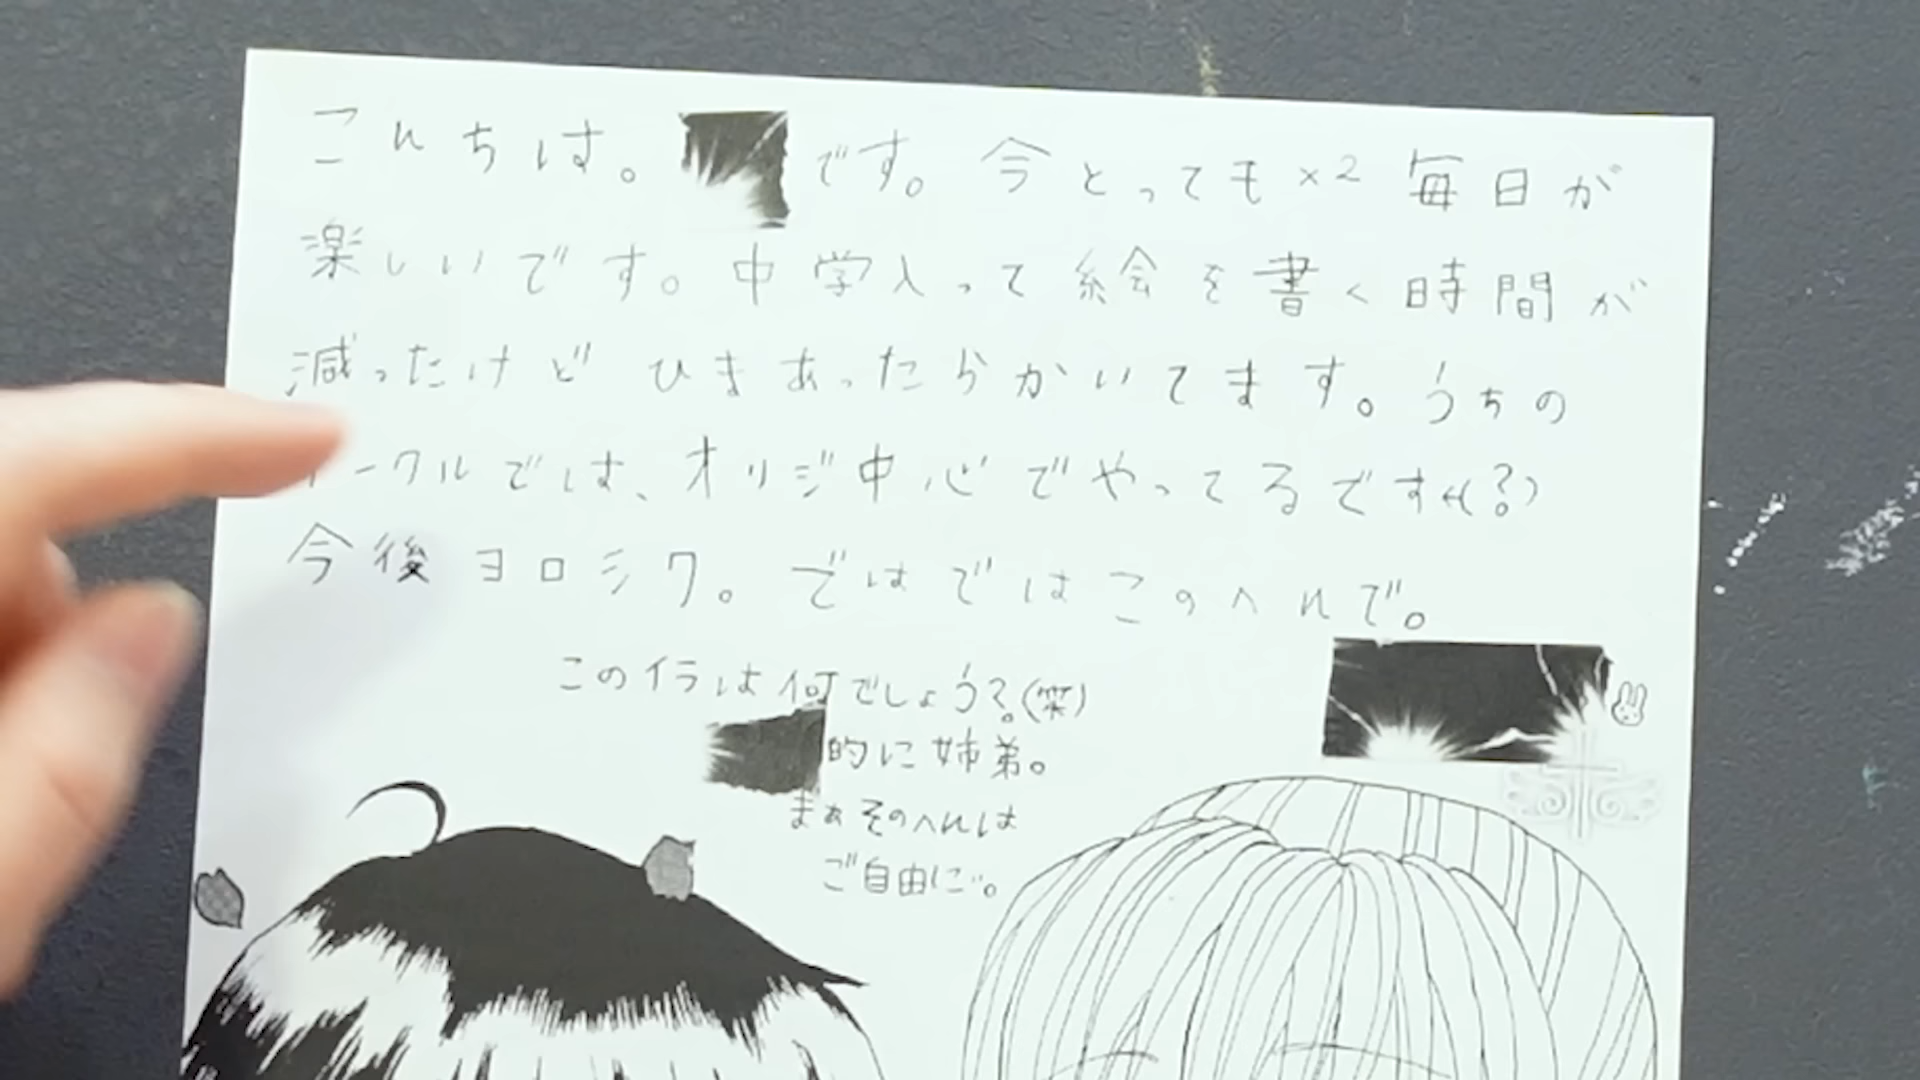 こんちは。 です。今とっても×2毎日が
楽しいです。中学入って絵を書く時間が
減ったけどひまあったらかいてます。うちの
ークルでは、オリジ中心でやってるですｨ(?)
今後ヨロシク。ではではこのへんで。
このイラは何でしょう?(笑)
的に姉弟。
まぁそのへんは
ご自由に゛。